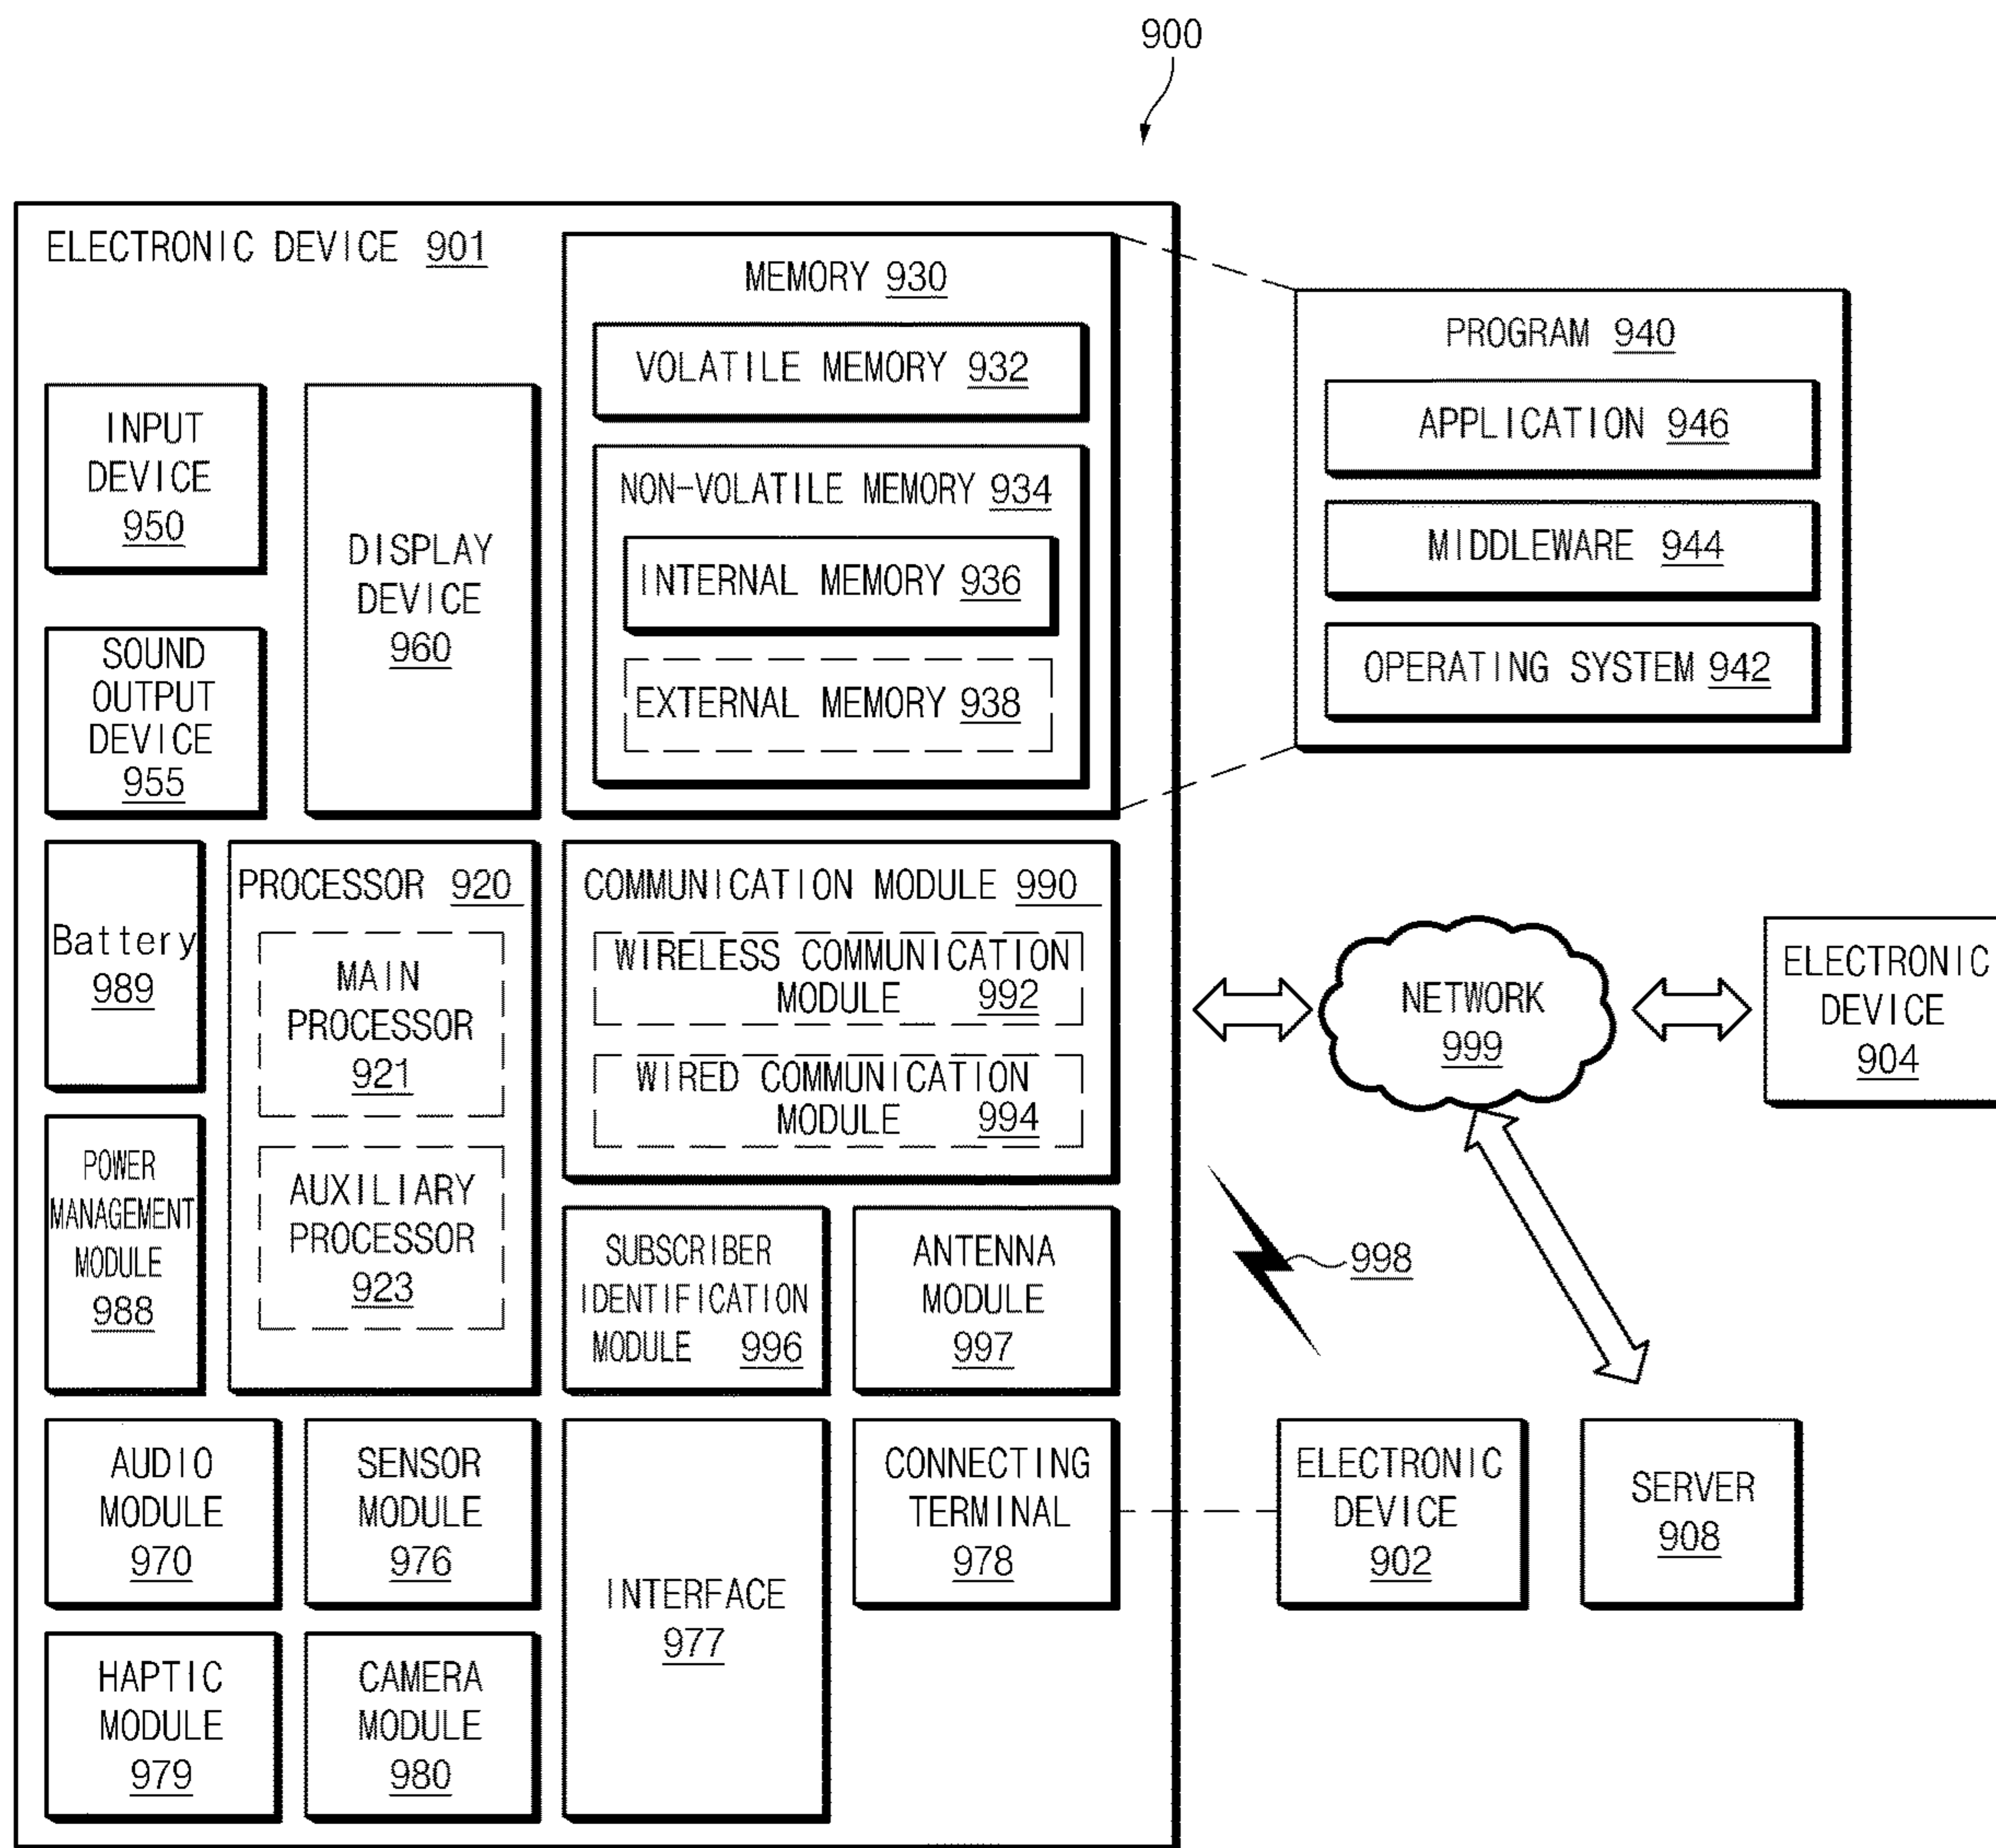 900
ELECTRONIC DEVICE 901
MEMORY 930
VOLATILE MEMORY 932
NON-VOLATILE MEMORY 934
INTERNAL MEMORY 936
EXTERNAL MEMORY 938
PROGRAM 940
APPLICATION 946
MIDDLEWARE 944
OPERATING SYSTEM 942
INPUT
DEVICE
950
DISPLAY
DEVICE
960
SOUND
OUTPUT
DEVICE
955
Battery
989
PROCESSOR 920
MAIN
PROCESSOR
921
AUXILIARY
PROCESSOR
923
POWER
MANAGEMENT
MODULE
988
COMMUNICATION MODULE 990
WIRELESS COMMUNICATION
MODULE 992
WIRED COMMUNICATION
MODULE 994
SUBSCRIBER
IDENTIFICATION
MODULE 996
ANTENNA
MODULE
997
NETWORK
999
ELECTRONIC
DEVICE
904
998
AUDIO
MODULE
970
SENSOR
MODULE
976
INTERFACE
977
CONNECTING
TERMINAL
978
ELECTRONIC
DEVICE
902
SERVER
908
HAPTIC
MODULE
979
CAMERA
MODULE
980